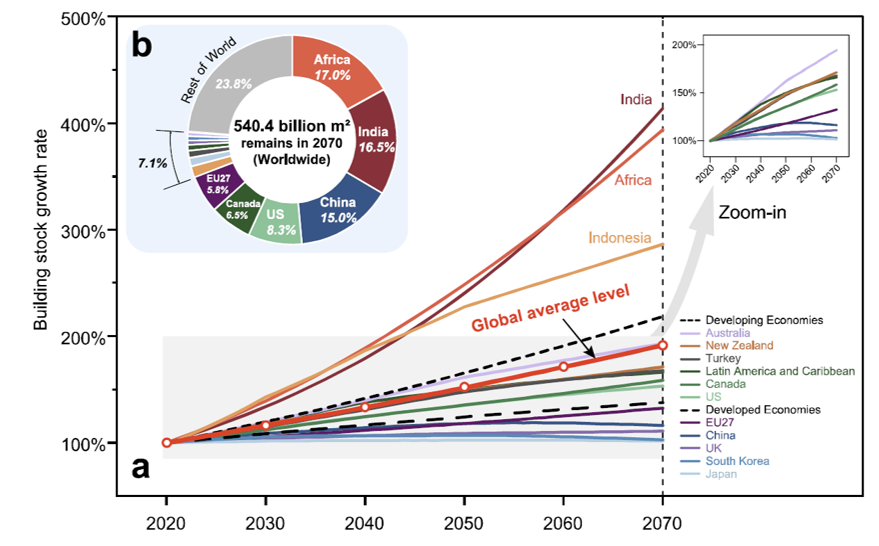 500%
400%
300%
200%
100%
Building stock growth rate
b
Rest of World
23.8%
Africa
17.0%
India
16.5%
China
15.0%
US
8.3%
Canada
6.5%
EU27
5.8%
7.1%
540.4 billion m²
remains in 2070
(Worldwide)
India
Africa
Indonesia
Global average level
200%
150%
100%
2020
2030
2040
2050
2060
2070
Zoom-in
Developing Economies
Australia
New Zealand
Turkey
Latin America and Caribbean
Canada
US
Developed Economies
EU27
China
UK
South Korea
Japan
a
2020 2030 2040 2050 2060 2070